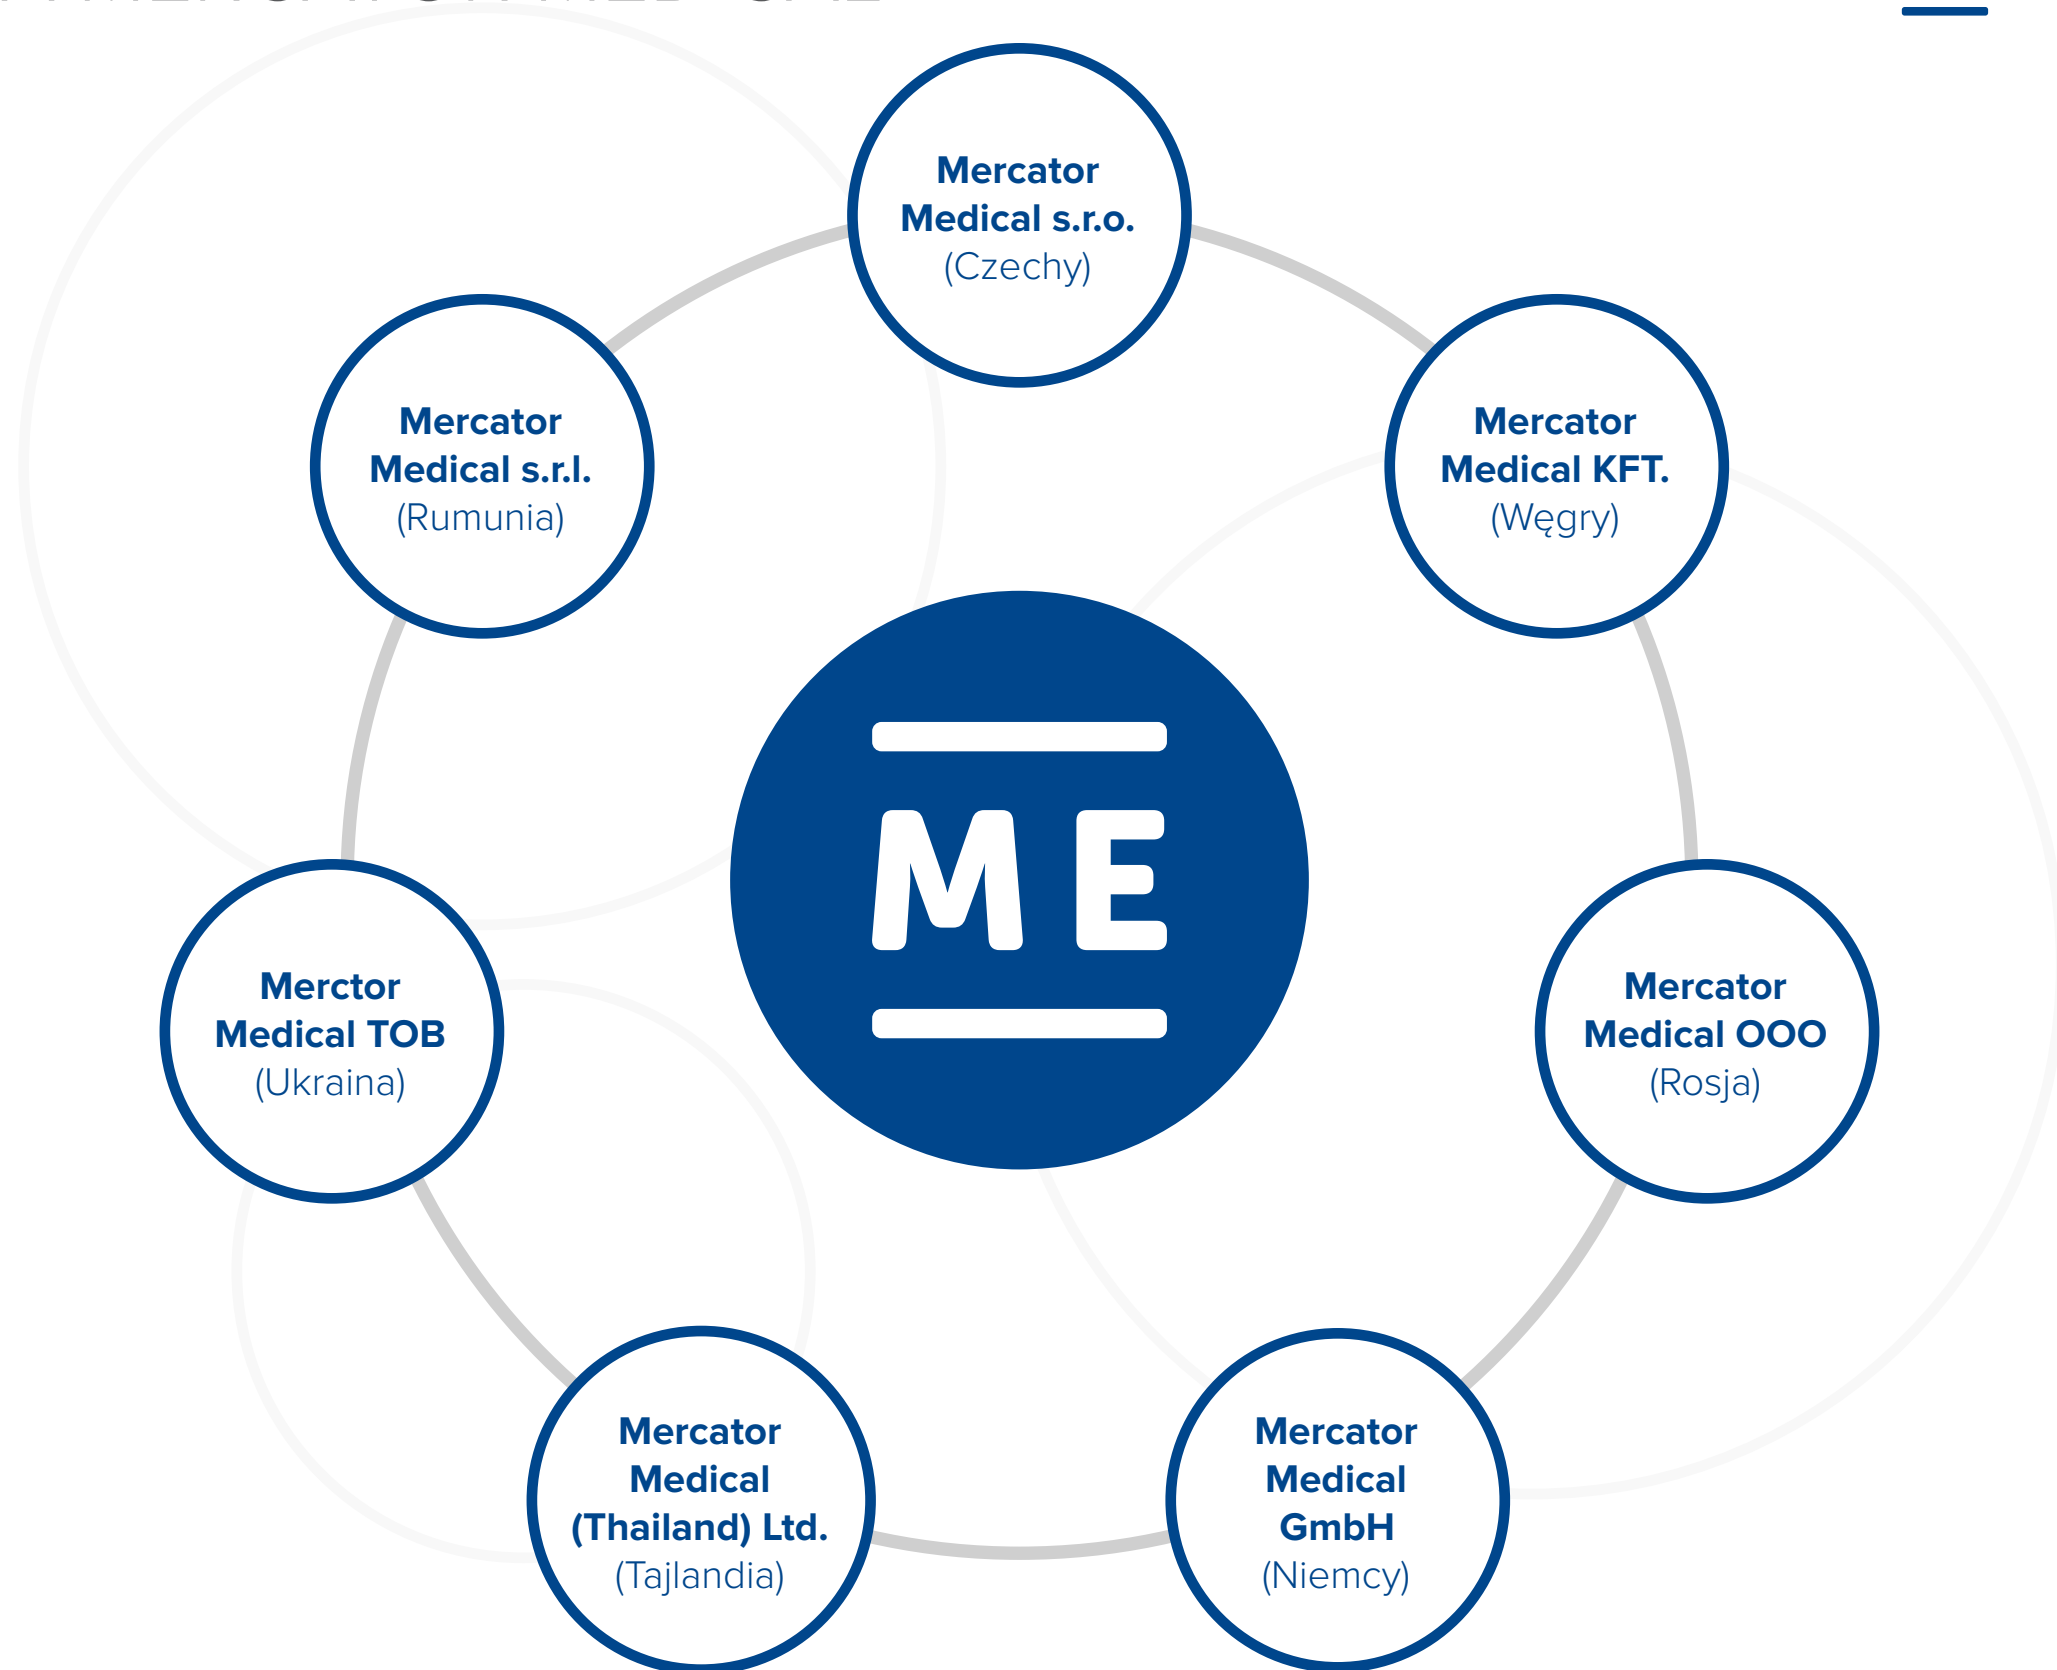 Mercator
Medical s.r.o.
(Czechy)
Mercator
Medical s.r.l.
(Rumunia)
Mercator
Medical KFT.
(Węgry)
ME
Merctor
Medical TOB
(Ukraina)
Mercator
Medical OOO
(Rosja)
Mercator
Medical
(Thailand) Ltd.
(Tajlandia)
Mercator
Medical
GmbH
(Niemcy)